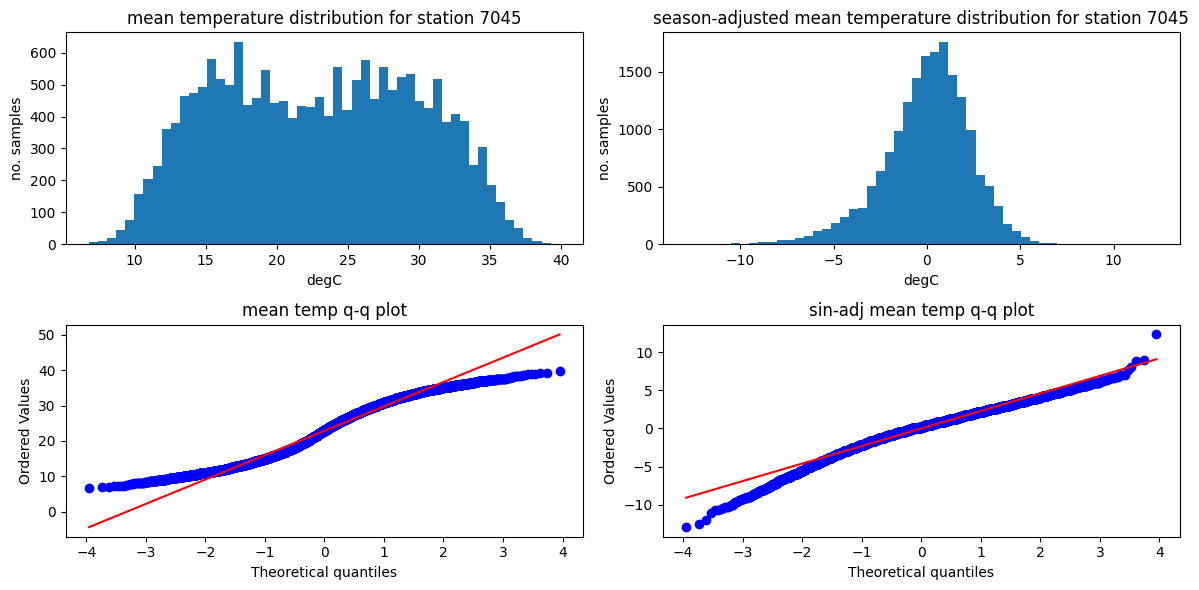 mean temperature distribution for station 7045
no. samples
600
500
400
300
200
100
0
10 15 20 25 30 35 40
degC
season-adjusted mean temperature distribution for station 7045
no. samples
1500
1000
500
0
−10 −5 0 5 10
degC
mean temp q-q plot
Ordered Values
50
40
30
20
10
0
−4 −3 −2 −1 0 1 2 3 4
Theoretical quantiles
sin-adj mean temp q-q plot
Ordered Values
10
5
0
−5
−10
−4 −3 −2 −1 0 1 2 3 4
Theoretical quantiles